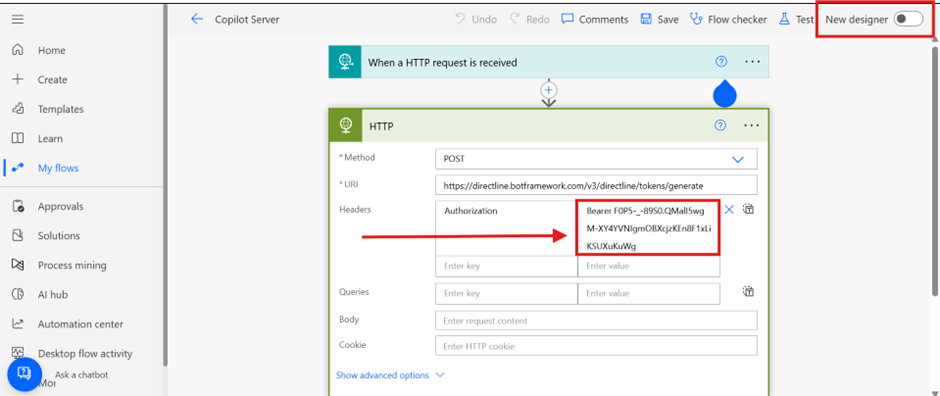 Copilot Server
Undo
Redo
Comments
Save
Flow checker
Test
New designer
Home
Create
Templates
Learn
My flows
Approvals
Solutions
Process mining
AI hub
Automation center
Desktop flow activity
Ask a chatbot
When a HTTP request is received
HTTP
* Method
POST
* URI
https://directline.botframework.com/v3/directline/tokens/generate
Headers
Authorization
Bearer F0P5-_-89S0.QMalI5wg
M-XY4YVNIgmOBXcjzKEn8F1xLi
KSUXuKuWg
Enter key
Enter value
Queries
Enter key
Enter value
Body
Enter request content
Cookie
Enter HTTP cookie
Show advanced options